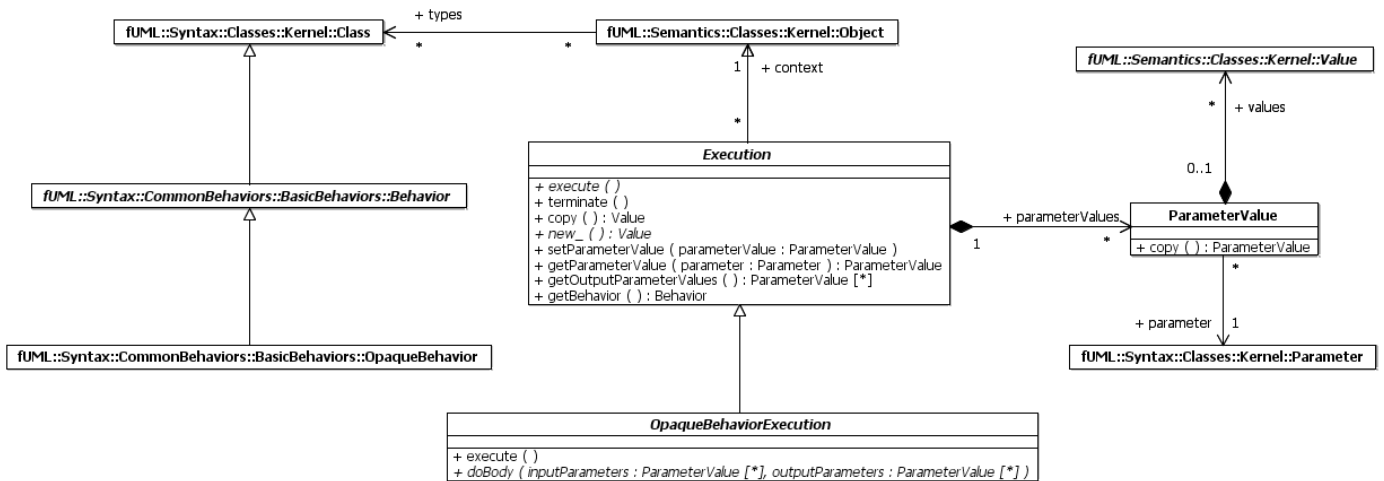 + types
fUML::Syntax::Classes::Kernel::Class
*
*
fUML::Semantics::Classes::Kernel::Object
1
+ context
*
fUML::Semantics::Classes::Kernel::Value
*
+ values
0..1
Execution
+ execute ( )
+ terminate ( )
+ copy ( ) : Value
+ new_ ( ) : Value
+ setParameterValue ( parameterValue : ParameterValue )
+ getParameterValue ( parameter : Parameter ) : ParameterValue
+ getOutputParameterValues ( ) : ParameterValue [*]
+ getBehavior ( ) : Behavior
fUML::Syntax::CommonBehaviors::BasicBehaviors::Behavior
+ parameterValues
1
*
ParameterValue
+ copy ( ) : ParameterValue
*
+ parameter
1
fUML::Syntax::CommonBehaviors::BasicBehaviors::OpaqueBehavior
fUML::Syntax::Classes::Kernel::Parameter
OpaqueBehaviorExecution
+ execute ( )
+ doBody ( inputParameters : ParameterValue [*], outputParameters : ParameterValue [*] )